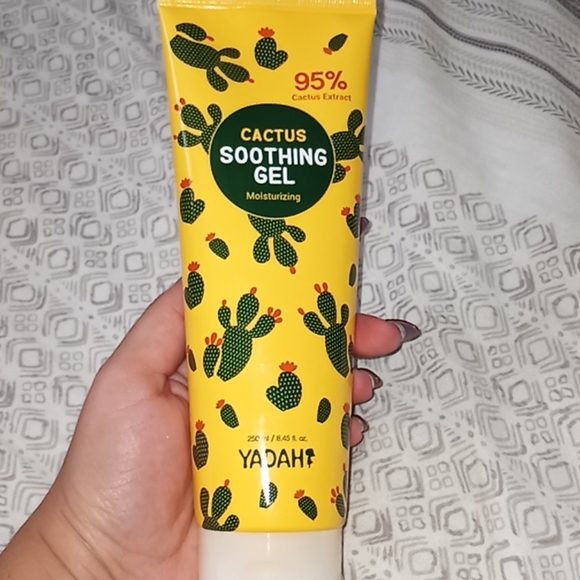 95%
Cactus Extract
CACTUS
SOOTHING
GEL
Moisturizing
250ml / 8.45 fl. oz.
YADAH